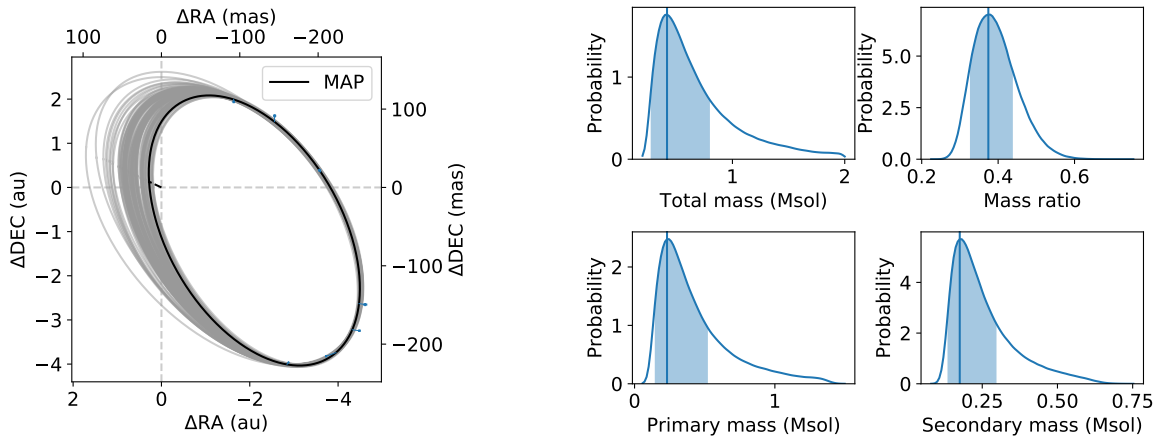 ΔRA (mas)
100 0 −100 −200
MAP
2
1
0
−1
−2
−3
−4
ΔDEC (au)
100
0
−100
−200
ΔDEC (mas)
2 0 −2 −4
ΔRA (au)
Probability
1
0
1 2
Total mass (Msol)
Probability
5.0
2.5
0.0
0.2 0.4 0.6
Mass ratio
Probability
2
1
0
0 1
Primary mass (Msol)
Probability
4
2
0
0.25 0.50 0.75
Secondary mass (Msol)